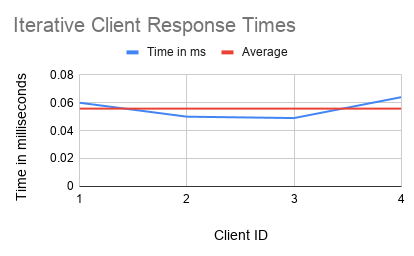 Iterative Client Response Times
Time in ms Average
Time in milliseconds
0.08
0.06
0.04
0.02
0
1 2 3 4
Client ID